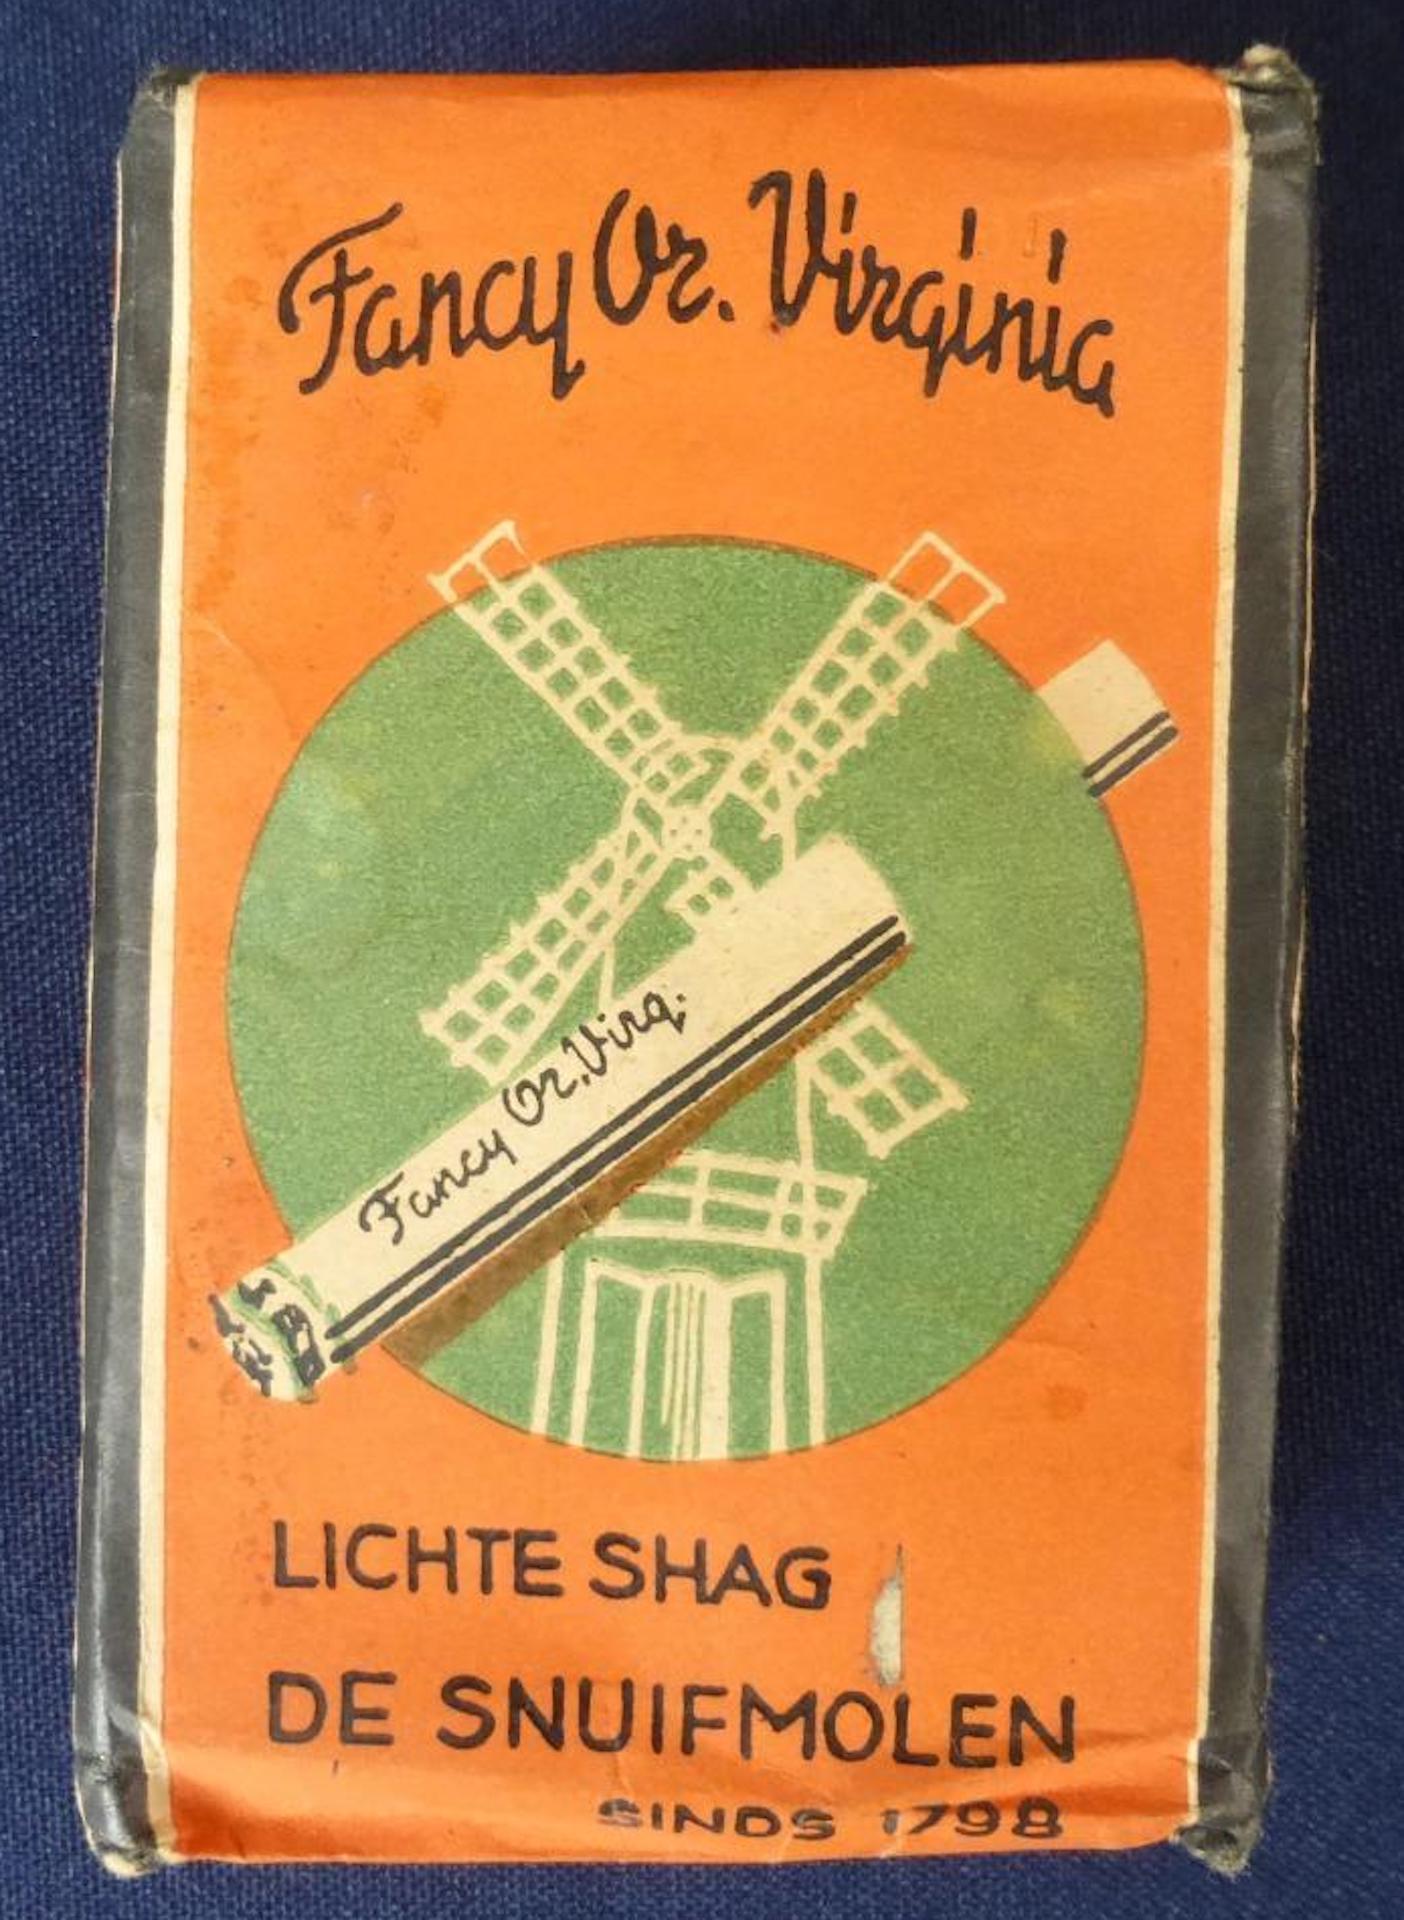 Fancy Or. Virginia
Fancy Or. Virg.
LICHTE SHAG
DE SNUIFMOLEN
SINDS 1798